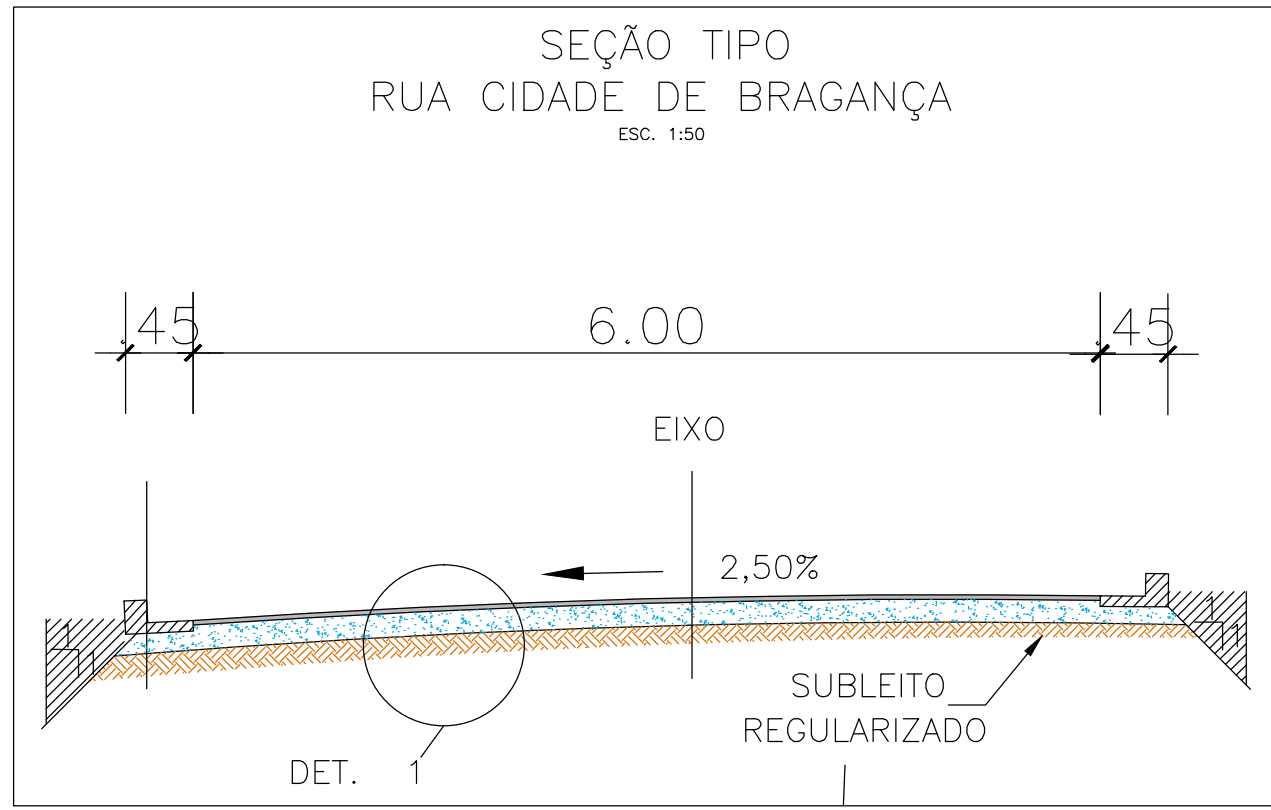 SEÇÃO TIPO
RUA CIDADE DE BRAGANÇA
ESC. 1:50
.45
6.00
.45
EIXO
2,50%
SUBLEITO
REGULARIZADO
DET. 1